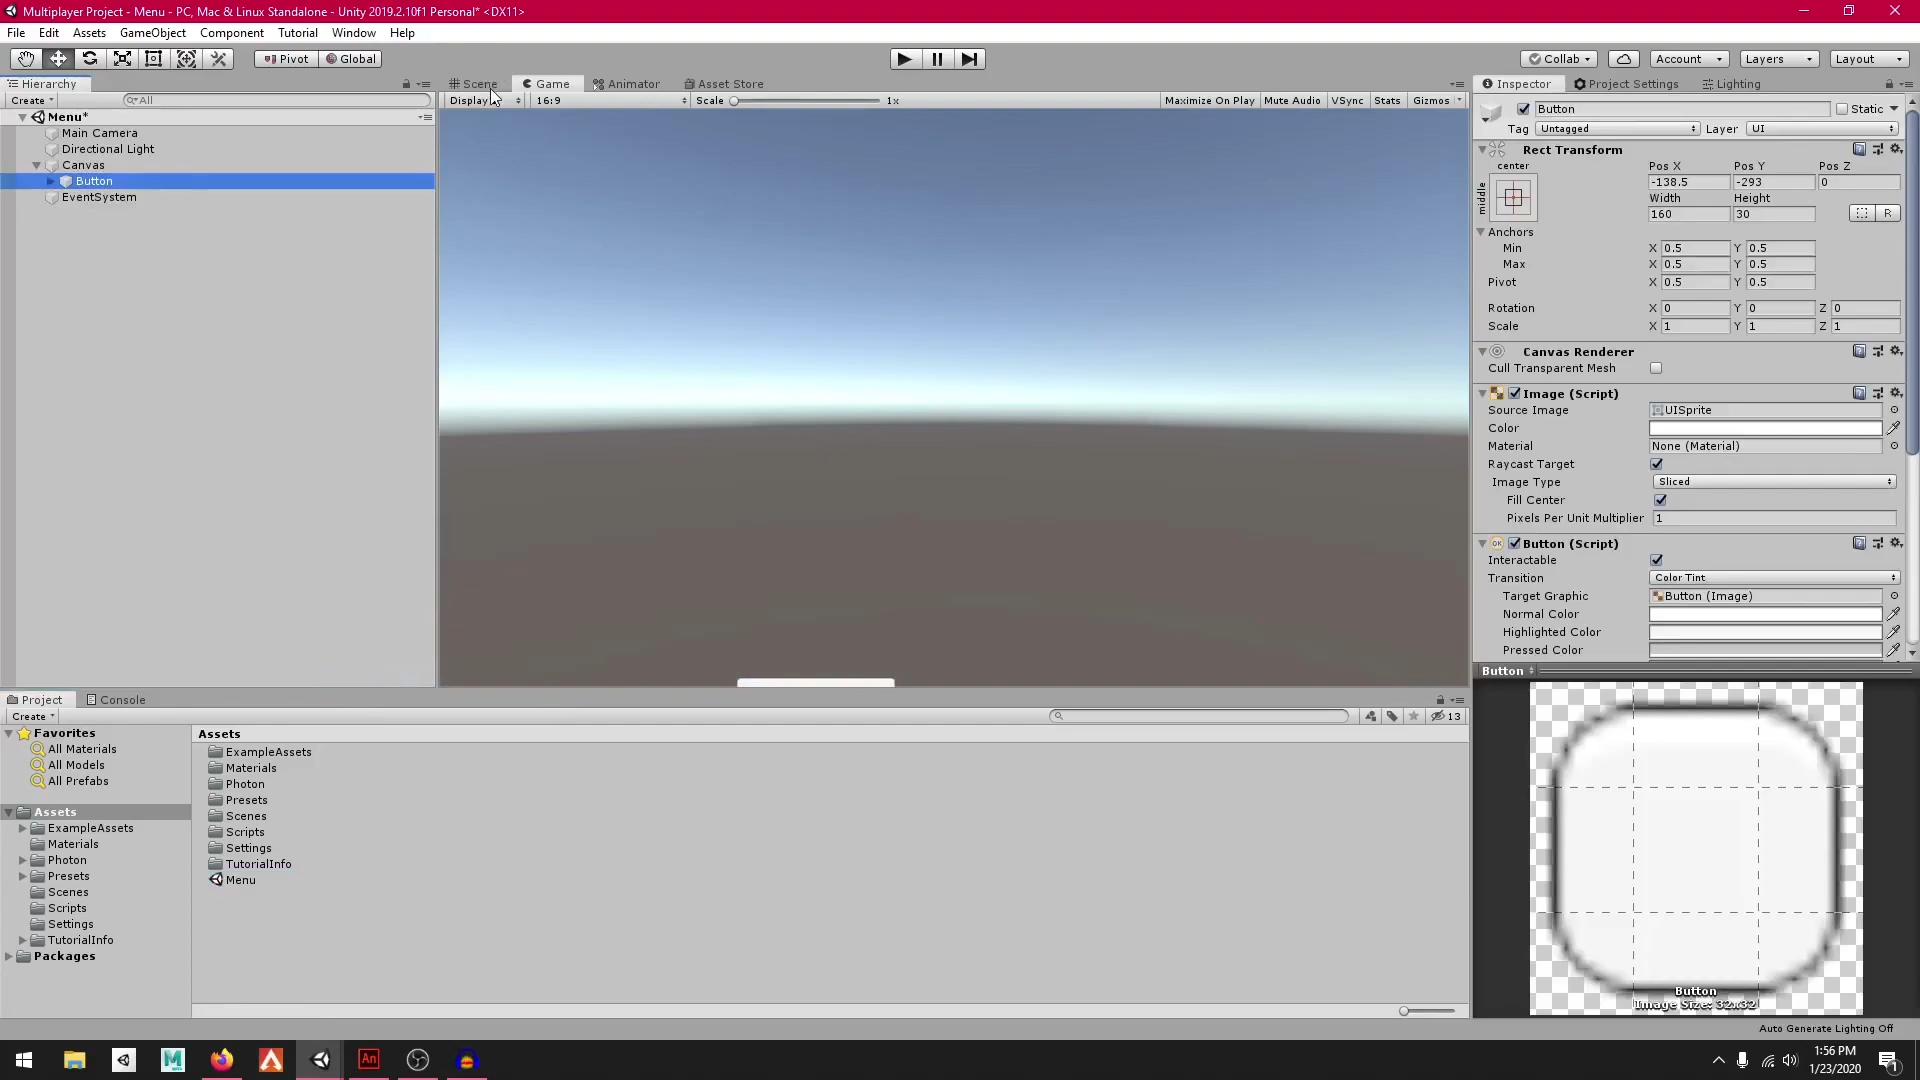 Multiplayer Project - Menu - PC, Mac & Linux Standalone - Unity 2019.2.10f1 Personal* <DX11>
File Edit Assets GameObject Component Tutorial Window Help
Pivot Global Collab Account Layers Layout
Hierarchy Scene Game Animator Asset Store Inspector Project Settings Lighting
Create All Display 16:9 Scale 1x Maximize On Play Mute Audio VSync Stats Gizmos
Menu*
Main Camera
Directional Light
Canvas
Button
EventSystem
Button Static
Tag Untagged Layer UI
Rect Transform
center Pos X Pos Y Pos Z
middle -138.5 -293 0
Width Height
160 30 R
Anchors
Min X 0.5 Y 0.5
Max X 0.5 Y 0.5
Pivot X 0.5 Y 0.5
Rotation X 0 Y 0 Z 0
Scale X 1 Y 1 Z 1
Canvas Renderer
Cull Transparent Mesh
Image (Script)
Source Image UISprite
Color
Material None (Material)
Raycast Target
Image Type Sliced
Fill Center
Pixels Per Unit Multiplier 1
OK Button (Script)
Interactable
Transition Color Tint
Target Graphic Button (Image)
Normal Color
Highlighted Color
Pressed Color
Button
Button
Image Size: 32x32
Project Console
Create 13
Favorites
All Materials
All Models
All Prefabs
Assets
ExampleAssets
Materials
Photon
Presets
Scenes
Scripts
Settings
TutorialInfo
Packages
Assets
ExampleAssets
Materials
Photon
Presets
Scenes
Scripts
Settings
TutorialInfo
Menu
Auto Generate Lighting Off
An
1:56 PM
1/23/2020
1